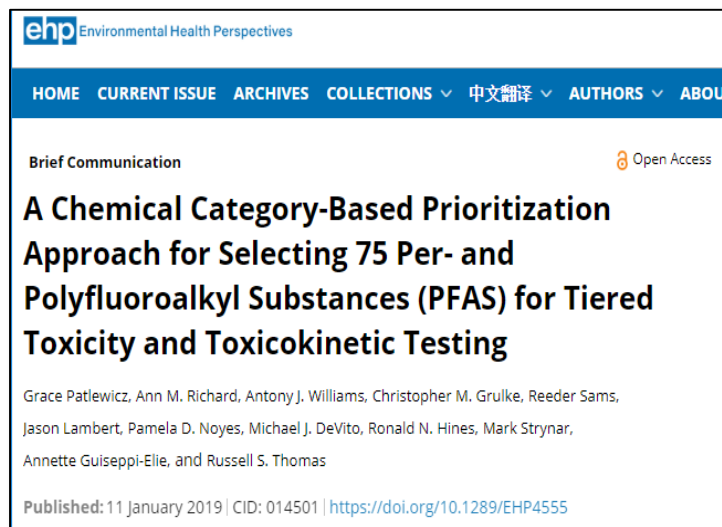 ehp Environmental Health Perspectives
HOME CURRENT ISSUE ARCHIVES COLLECTIONS 中文翻译 AUTHORS ABOU
Brief Communication Open Access
A Chemical Category-Based Prioritization
Approach for Selecting 75 Per- and
Polyfluoroalkyl Substances (PFAS) for Tiered
Toxicity and Toxicokinetic Testing
Grace Patlewicz, Ann M. Richard, Antony J. Williams, Christopher M. Grulke, Reeder Sams,
Jason Lambert, Pamela D. Noyes, Michael J. DeVito, Ronald N. Hines, Mark Strynar,
Annette Guiseppi-Elie, and Russell S. Thomas
Published: 11 January 2019 | CID: 014501 | https://doi.org/10.1289/EHP4555